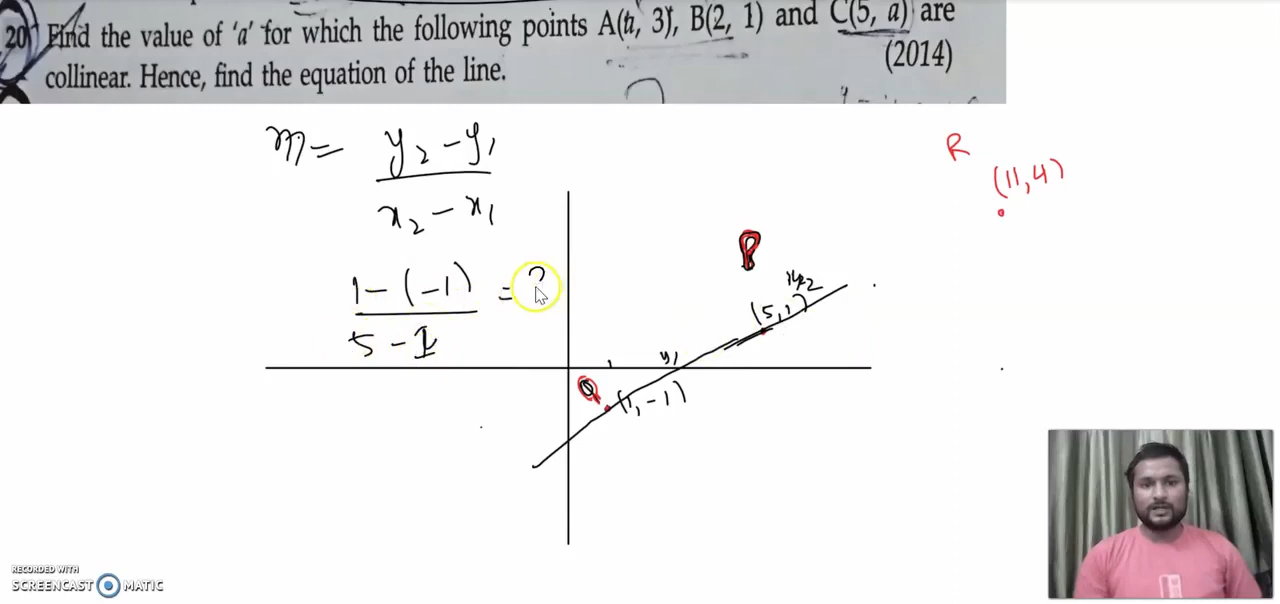 20 Find the value of 'a' for which the following points A(a, 3), B(2, 1) and C(5, a) are
collinear. Hence, find the equation of the line. (2014)
m = y2 - y1
x2 - x1
1 - (-1) = ?
5 - 1
R
(11, 4)
P
(5, 1)
y1
Q
(1, -1)
RECORDED WITH
SCREENCAST MATIC